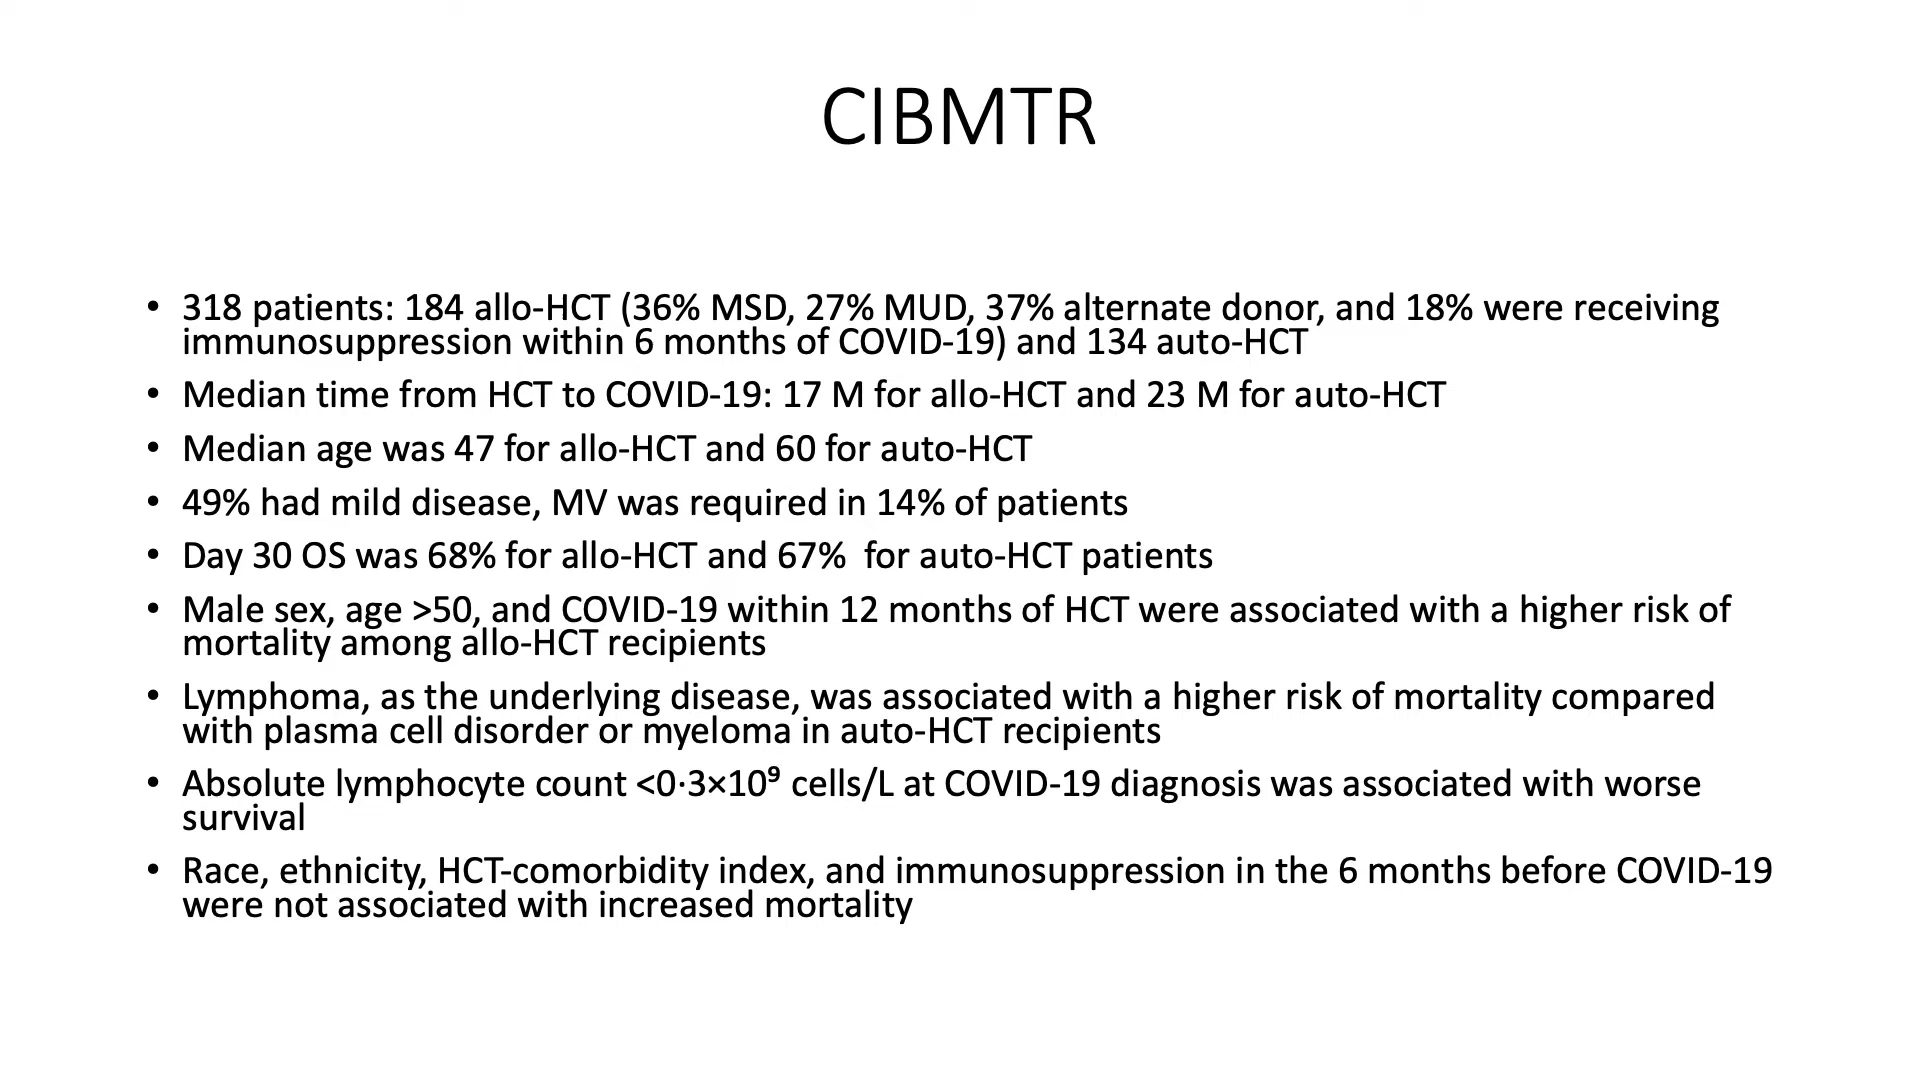 CIBMTR
• 318 patients: 184 allo-HCT (36% MSD, 27% MUD, 37% alternate donor, and 18% were receiving
immunosuppression within 6 months of COVID-19) and 134 auto-HCT
• Median time from HCT to COVID-19: 17 M for allo-HCT and 23 M for auto-HCT
• Median age was 47 for allo-HCT and 60 for auto-HCT
• 49% had mild disease, MV was required in 14% of patients
• Day 30 OS was 68% for allo-HCT and 67%  for auto-HCT patients
• Male sex, age >50, and COVID-19 within 12 months of HCT were associated with a higher risk of
mortality among allo-HCT recipients
• Lymphoma, as the underlying disease, was associated with a higher risk of mortality compared
with plasma cell disorder or myeloma in auto-HCT recipients
• Absolute lymphocyte count <0·3×10⁹ cells/L at COVID-19 diagnosis was associated with worse
survival
• Race, ethnicity, HCT-comorbidity index, and immunosuppression in the 6 months before COVID-19
were not associated with increased mortality